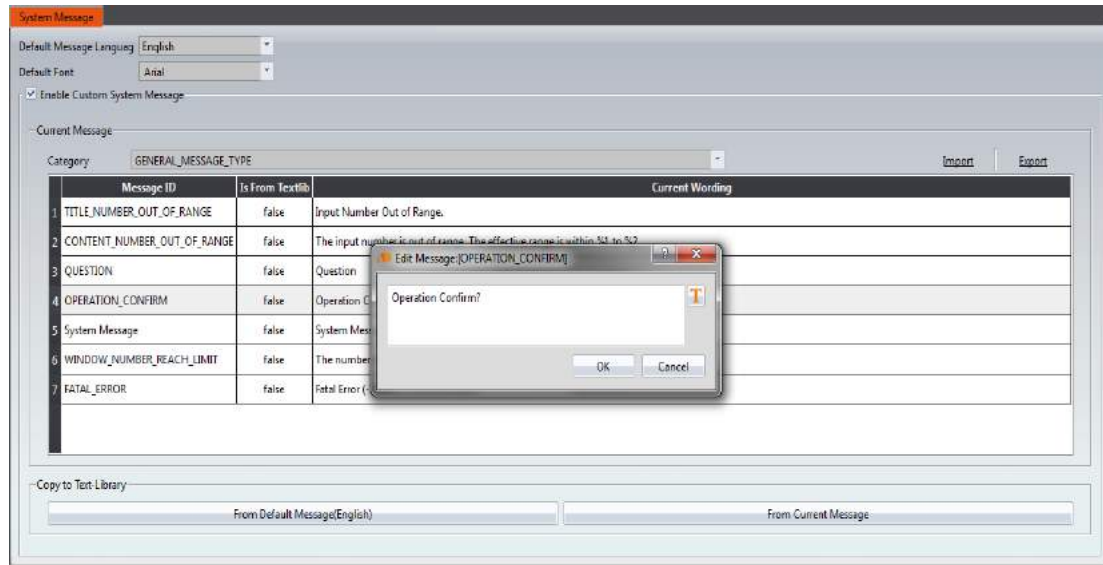 System Message
Default Message Languag English
Default Font Arial
Enable Custom System Message
Current Message
Category GENERAL_MESSAGE_TYPE Import Export
Message ID Is From Textlib Current Wording
1 TITLE_NUMBER_OUT_OF_RANGE false Input Number Out of Range.
2 CONTENT_NUMBER_OUT_OF_RANGE false The input number is out of range. The effective range is within %1 to %2
Edit Message:[OPERATION_CONFIRM]
3 QUESTION false Question
4 OPERATION_CONFIRM false Operation C
Operation Confirm?
T
5 System Message false System Mes
6 WINDOW_NUMBER_REACH_LIMIT false The number
OK Cancel
7 FATAL_ERROR false Fatal Error (
Copy to Text-Library
From Default Message(English) From Current Message